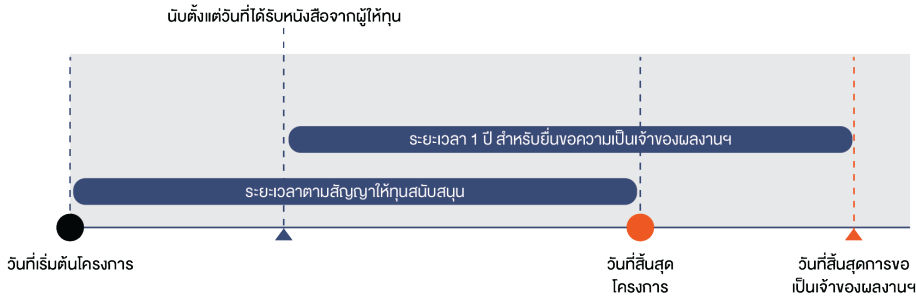 นับตั้งแต่วันที่ได้รับหนังสือจากผู้ให้ทุน
ระยะเวลา 1 ปี สำหรับยื่นขอความเป็นเจ้าของผลงานฯ
ระยะเวลาตามสัญญาให้ทุนสนับสนุน
วันที่เริ่มต้นโครงการ
วันที่สิ้นสุด
โครงการ
วันที่สิ้นสุดการขอ
เป็นเจ้าของผลงานฯ